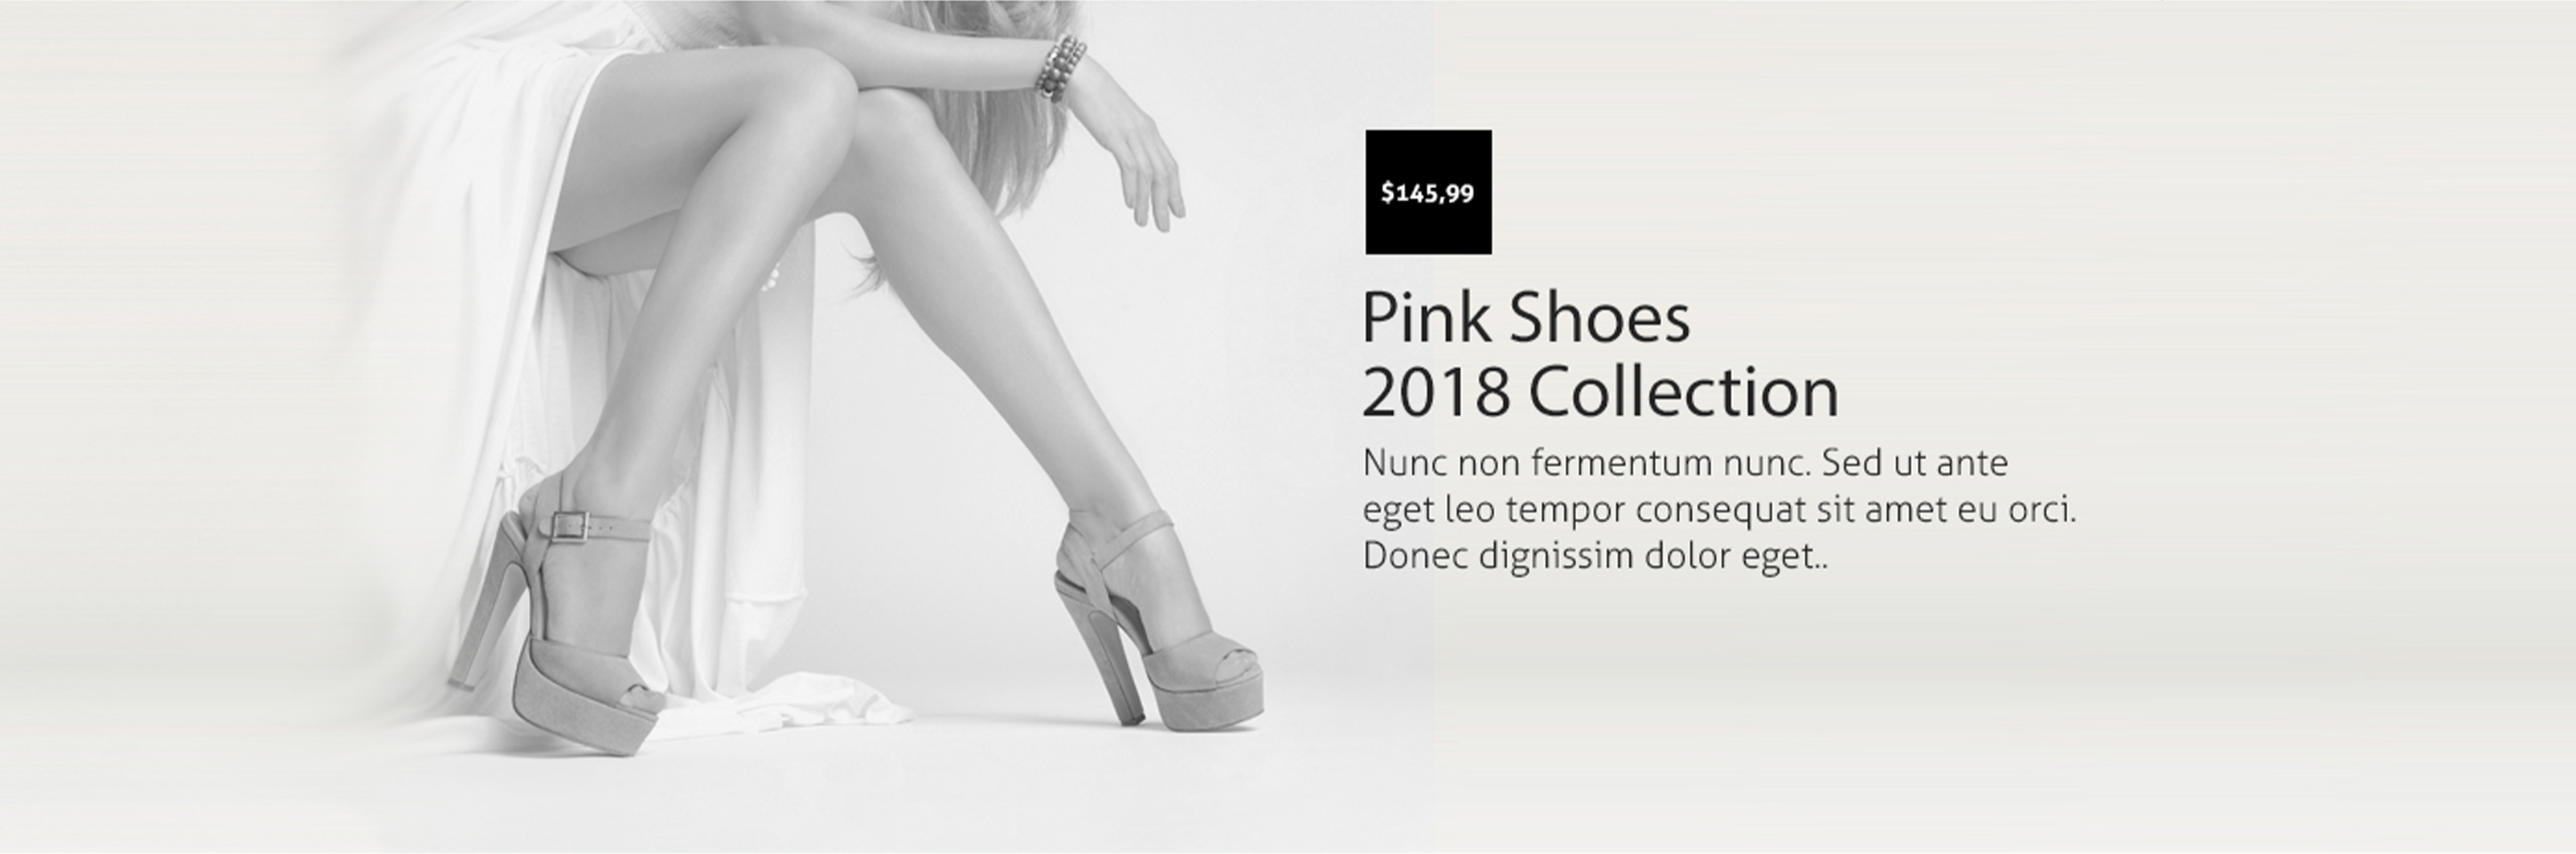 $145,99
Pink Shoes
2018 Collection
Nunc non fermentum nunc. Sed ut ante
eget leo tempor consequat sit amet eu orci.
Donec dignissim dolor eget..